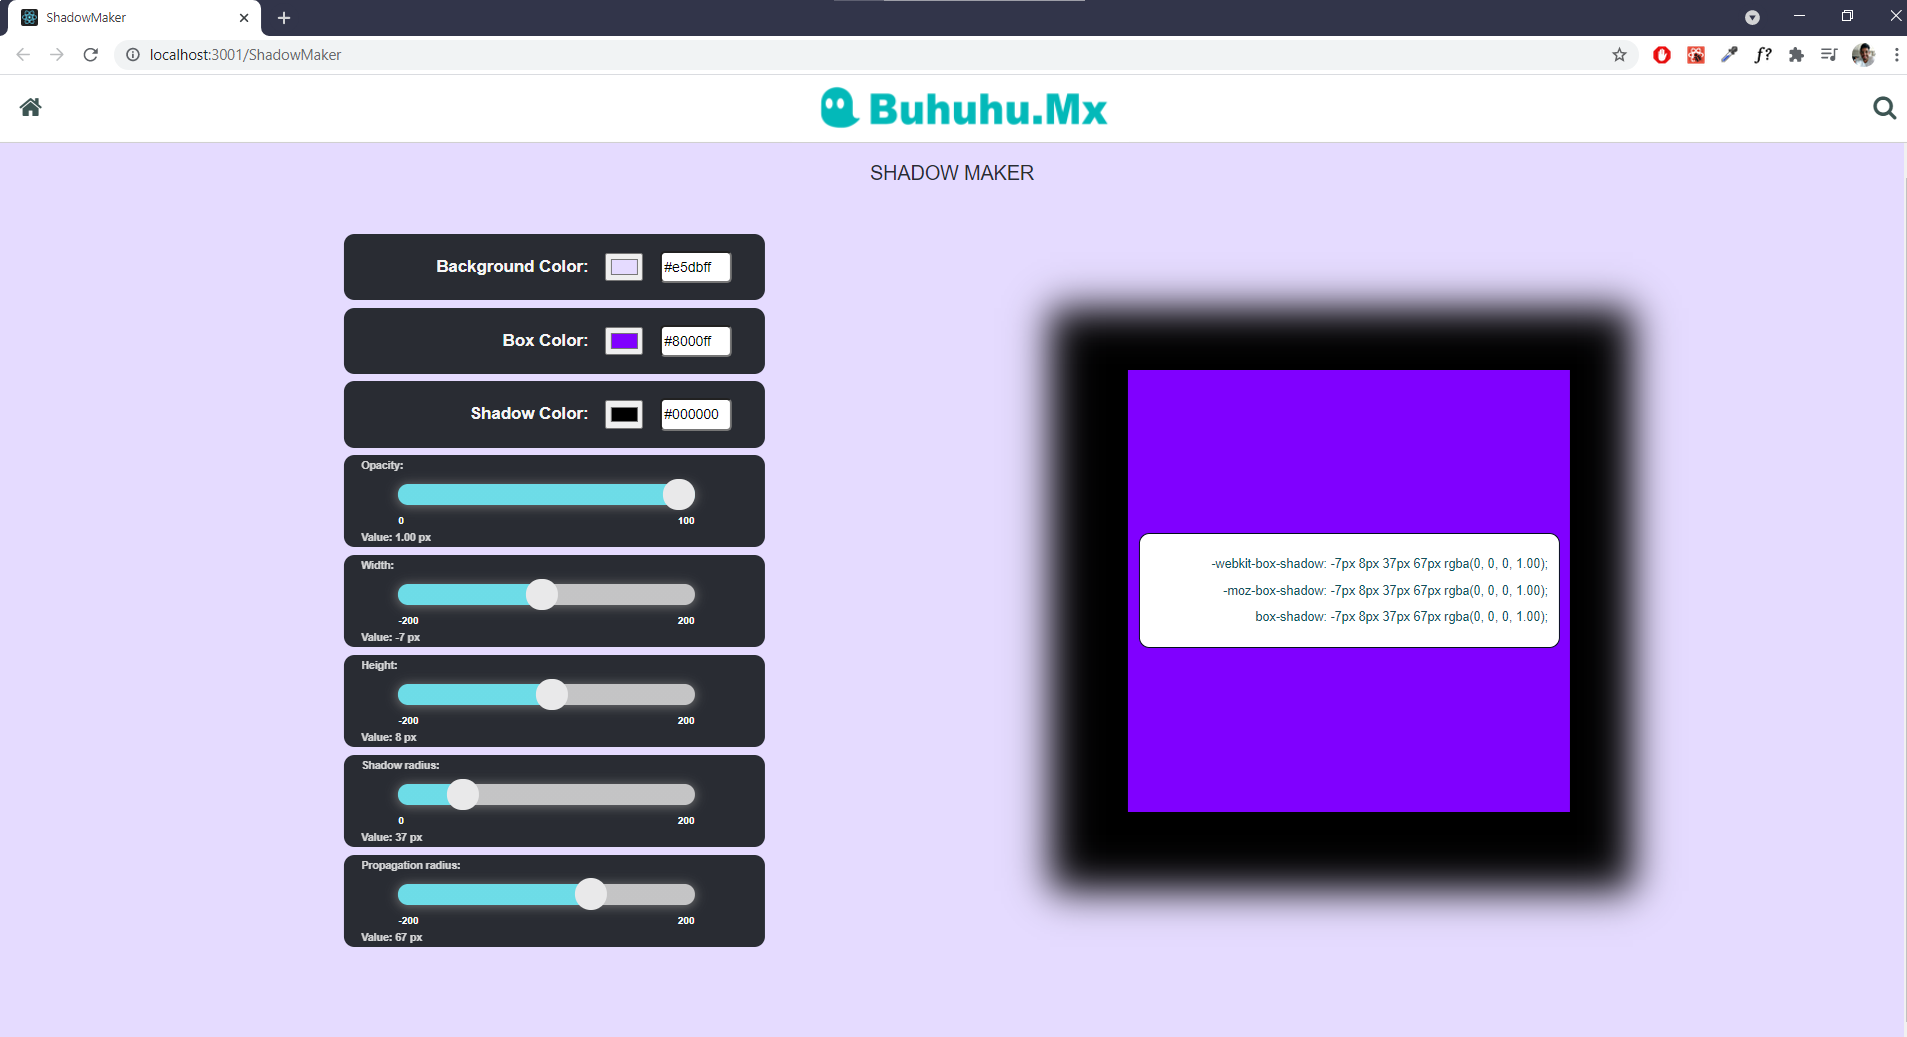 ShadowMaker
localhost:3001/ShadowMaker
f?
Buhuhu.Mx
SHADOW MAKER
Background Color:
#e5dbff
Box Color:
#8000ff
Shadow Color:
#000000
Opacity:
0 100
Value: 1.00 px
Width:
-200 200
Value: -7 px
Height:
-200 200
Value: 8 px
Shadow radius:
0 200
Value: 37 px
Propagation radius:
-200 200
Value: 67 px
-webkit-box-shadow: -7px 8px 37px 67px rgba(0, 0, 0, 1.00);
-moz-box-shadow: -7px 8px 37px 67px rgba(0, 0, 0, 1.00);
box-shadow: -7px 8px 37px 67px rgba(0, 0, 0, 1.00);